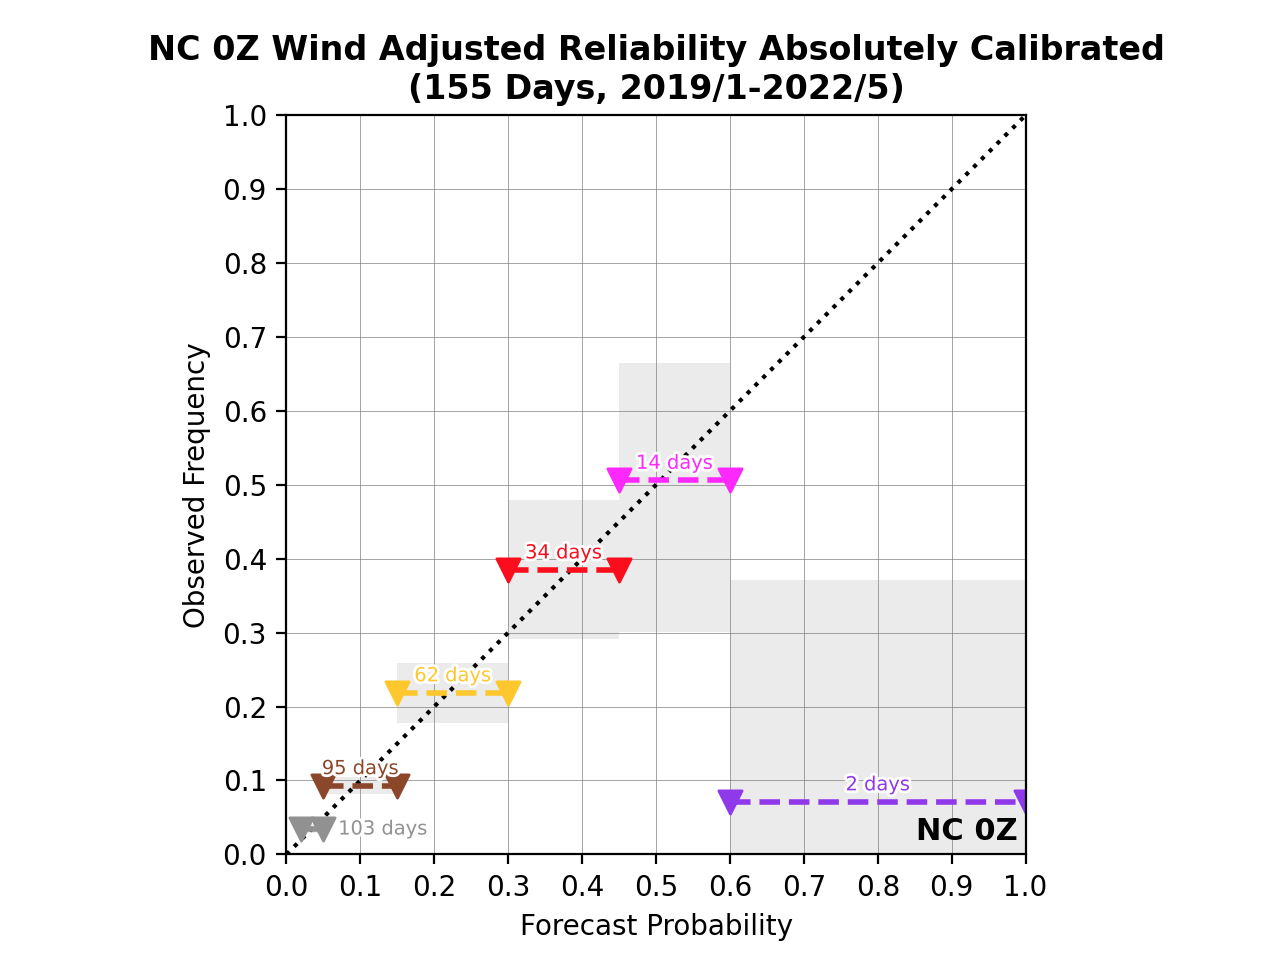 NC 0Z Wind Adjusted Reliability Absolutely Calibrated
(155 Days, 2019/1-2022/5)
1.0
0.9
0.8
0.7
0.6
0.5
0.4
0.3
0.2
0.1
0.0
Observed Frequency
14 days
34 days
62 days
95 days
2 days
103 days
NC 0Z
0.0 0.1 0.2 0.3 0.4 0.5 0.6 0.7 0.8 0.9 1.0
Forecast Probability